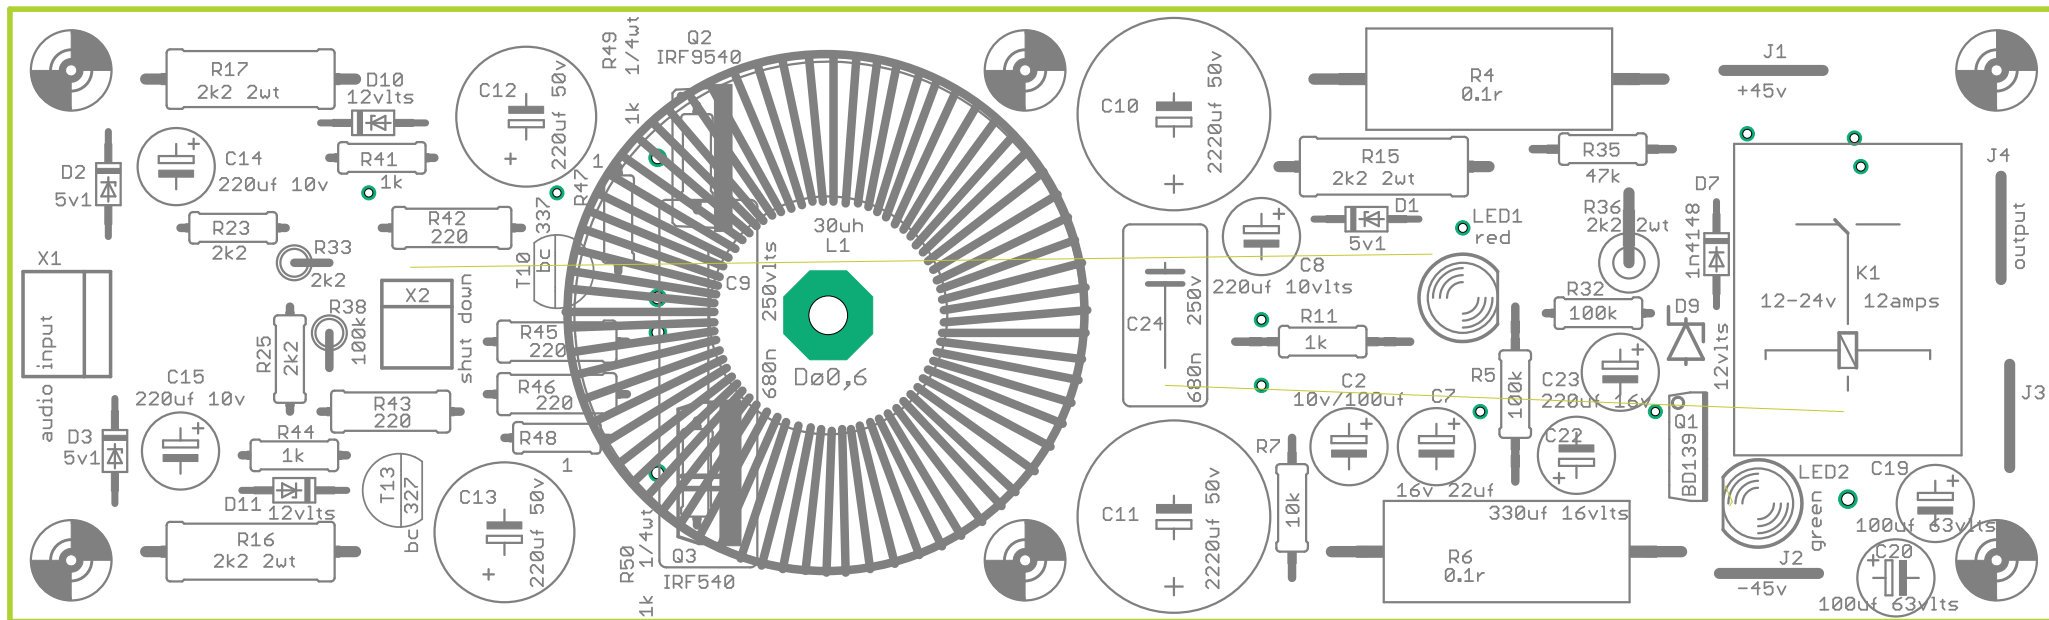 R17
2k2 2wt
D10
12vlts
R41
1k
D2
5v1
C14
220uf 10v
R23
2k2
R33
2k2
R42
220
X1
audio input
X2
shut down
R38
100k
R25
2k2
C15
220uf 10v
D3
5v1
R43
220
R44
1k
D11
12vlts
R16
2k2 2wt
T13
bc 327
C12
220uf 50v
C13
220uf 50v
R49
1/4wt
1k
Q2
IRF9540
R47
1
T10
bc 337
R45
220
R46
220
R48
1
R50
1/4wt
1k
Q3
IRF540
C9
250vlts
680n
30uh
L1
Dø0,6
C10
2220uf 50v
C11
2220uf 50v
C24
250v
680n
C8
220uf 10vlts
R4
0.1r
R15
2k2 2wt
D1
5v1
LED1
red
R11
1k
R35
47k
R36
2k2 2wt
R32
100k
D7
1n4148
D9
12vlts
R5
100k
C2
10v/100uf
C7
16v 22uf
C23
220uf 16v
C22
330uf 16vlts
R7
10k
R6
0.1r
Q1
BD139
J1
+45v
K1
12-24v
12amps
J4
output
J3
LED2
green
C19
100uf 63vlts
C20
100uf 63vlts
J2
-45v